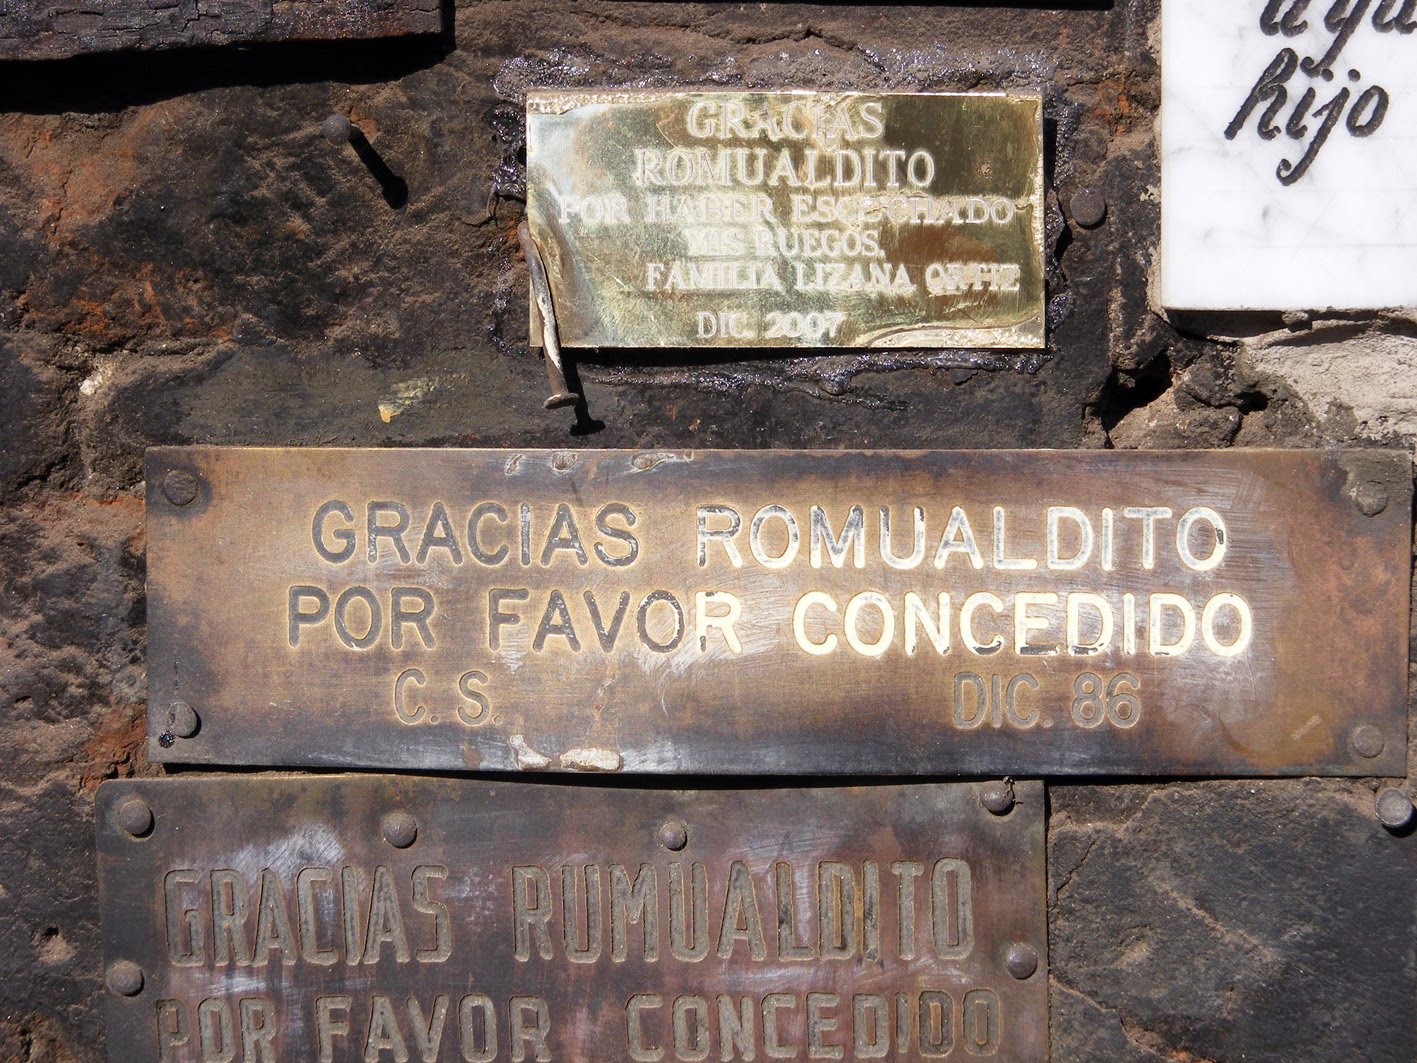 hijo
GRACIAS
ROMUALDITO
POR HABER ESCUCHADO
MIS RUEGOS.
FAMILIA LIZANA ORTIZ
DIC. 2007
GRACIAS ROMUALDITO
POR FAVOR CONCEDIDO
C. S. DIC. 86
GRACIAS RUMUALDITO
POR FAVOR CONCEDIDO